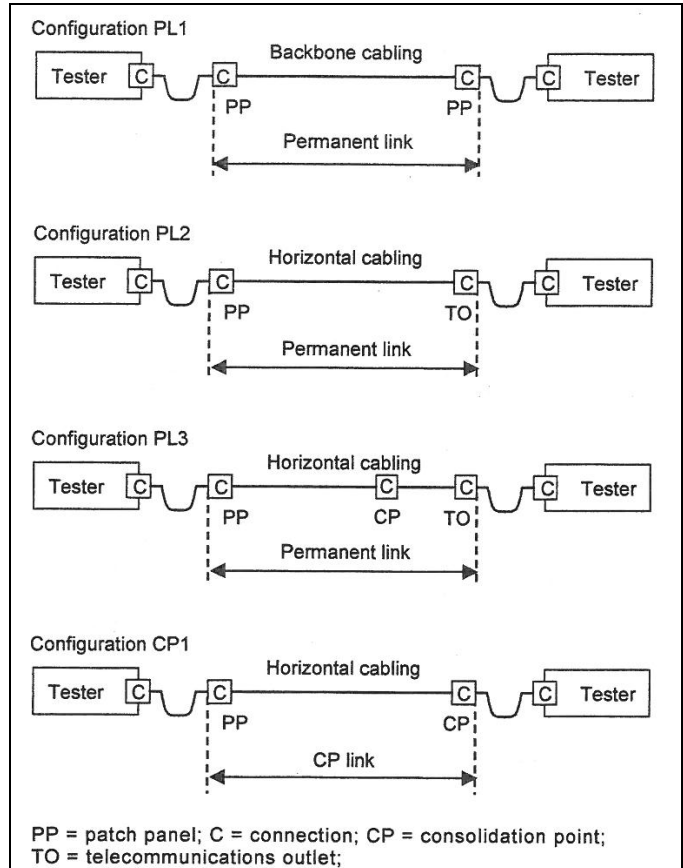 Configuration PL1
Backbone cabling
Tester C C C C Tester
PP PP
Permanent link
Configuration PL2
Horizontal cabling
Tester C C C C Tester
PP TO
Permanent link
Configuration PL3
Horizontal cabling
Tester C C C C C Tester
PP CP TO
Permanent link
Configuration CP1
Horizontal cabling
Tester C C C C Tester
PP CP
CP link
PP = patch panel; C = connection; CP = consolidation point;
TO = telecommunications outlet;